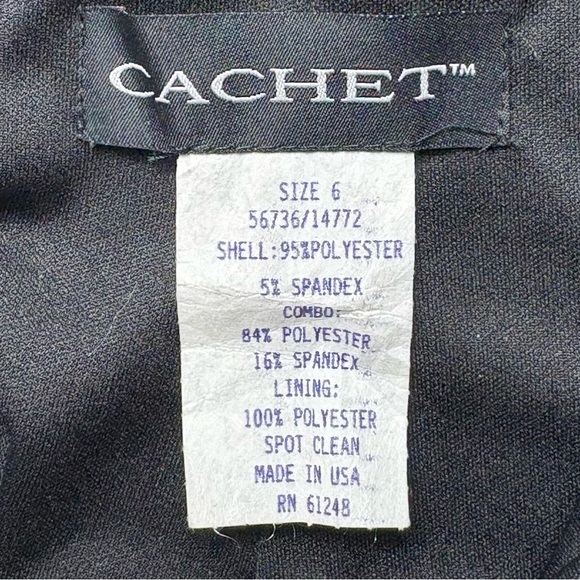 CACHET™
SIZE 6
56736/14772
SHELL:95%POLYESTER
5% SPANDEX
COMBO:
84% POLYESTER
16% SPANDEX
LINING:
100% POLYESTER
SPOT CLEAN
MADE IN USA
RN 61248